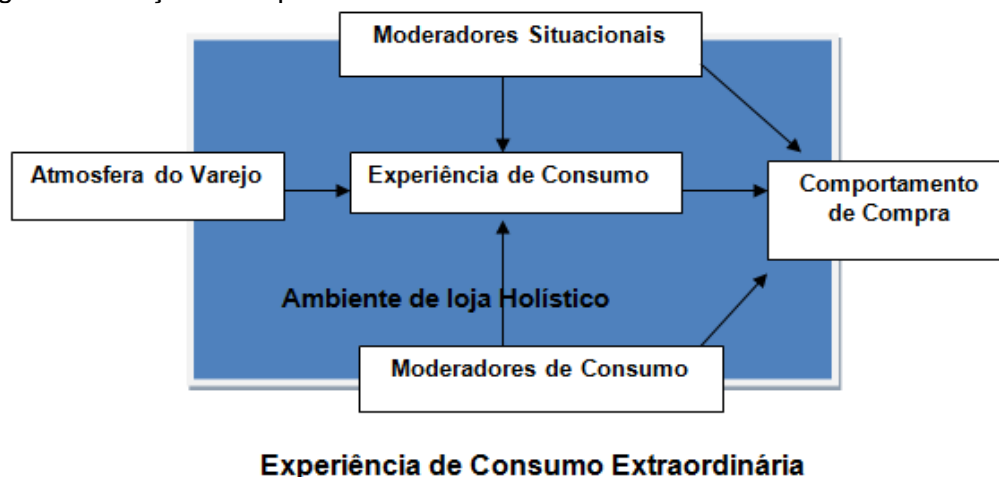 Moderadores Situacionais
Atmosfera do Varejo
Experiência de Consumo
Comportamento
de Compra
Ambiente de loja Holístico
Moderadores de Consumo
Experiência de Consumo Extraordinária